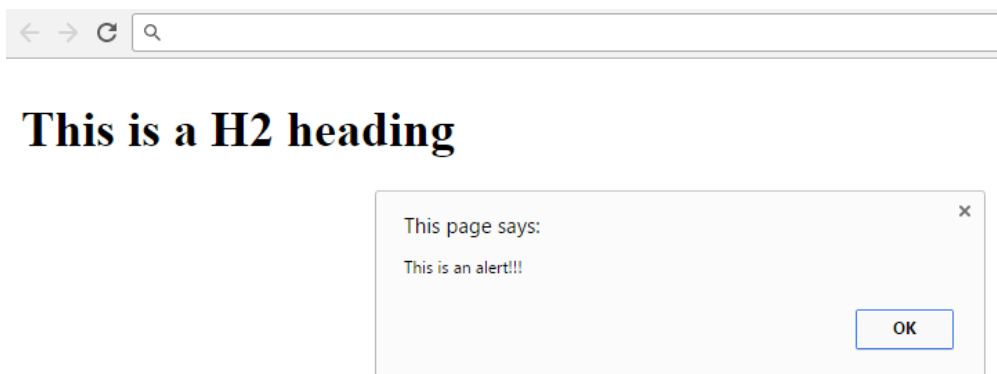 This is a H2 heading
This page says:
This is an alert!!!
OK